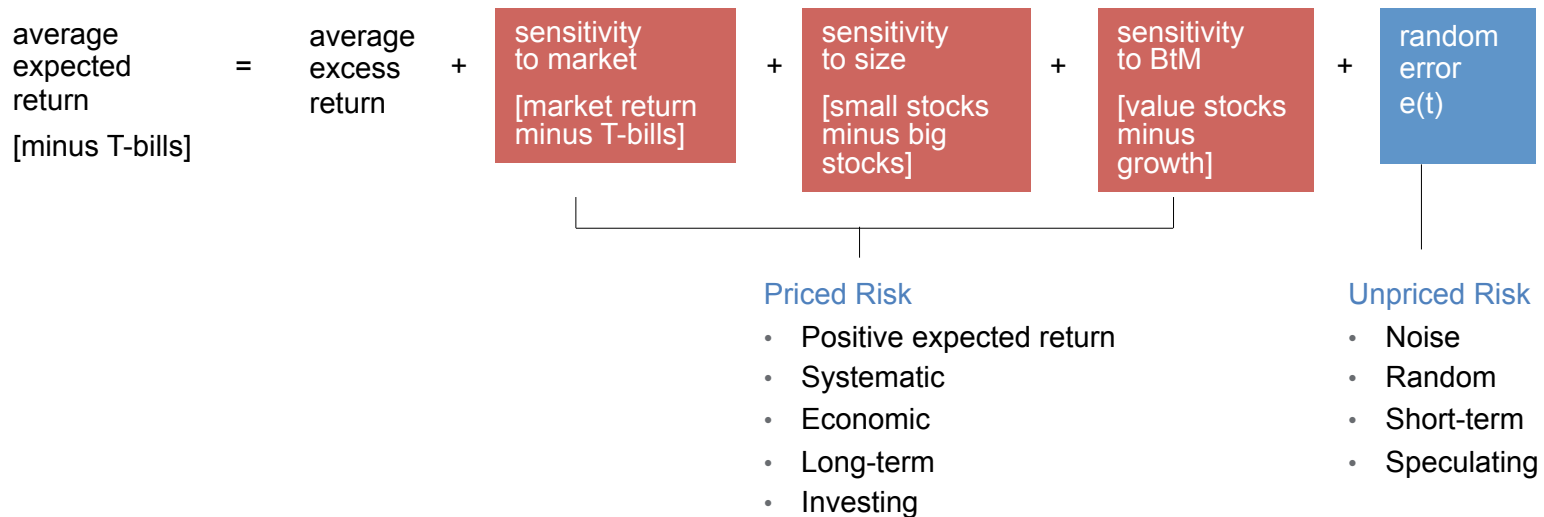 average
expected
return
[minus T-bills]
=
average
excess
return
+
sensitivity
to market
[market return
minus T-bills]
+
sensitivity
to size
[small stocks
minus big
stocks]
+
sensitivity
to BtM
[value stocks
minus
growth]
+
random
error
e(t)
Priced Risk
• Positive expected return
• Systematic
• Economic
• Long-term
• Investing
Unpriced Risk
• Noise
• Random
• Short-term
• Speculating